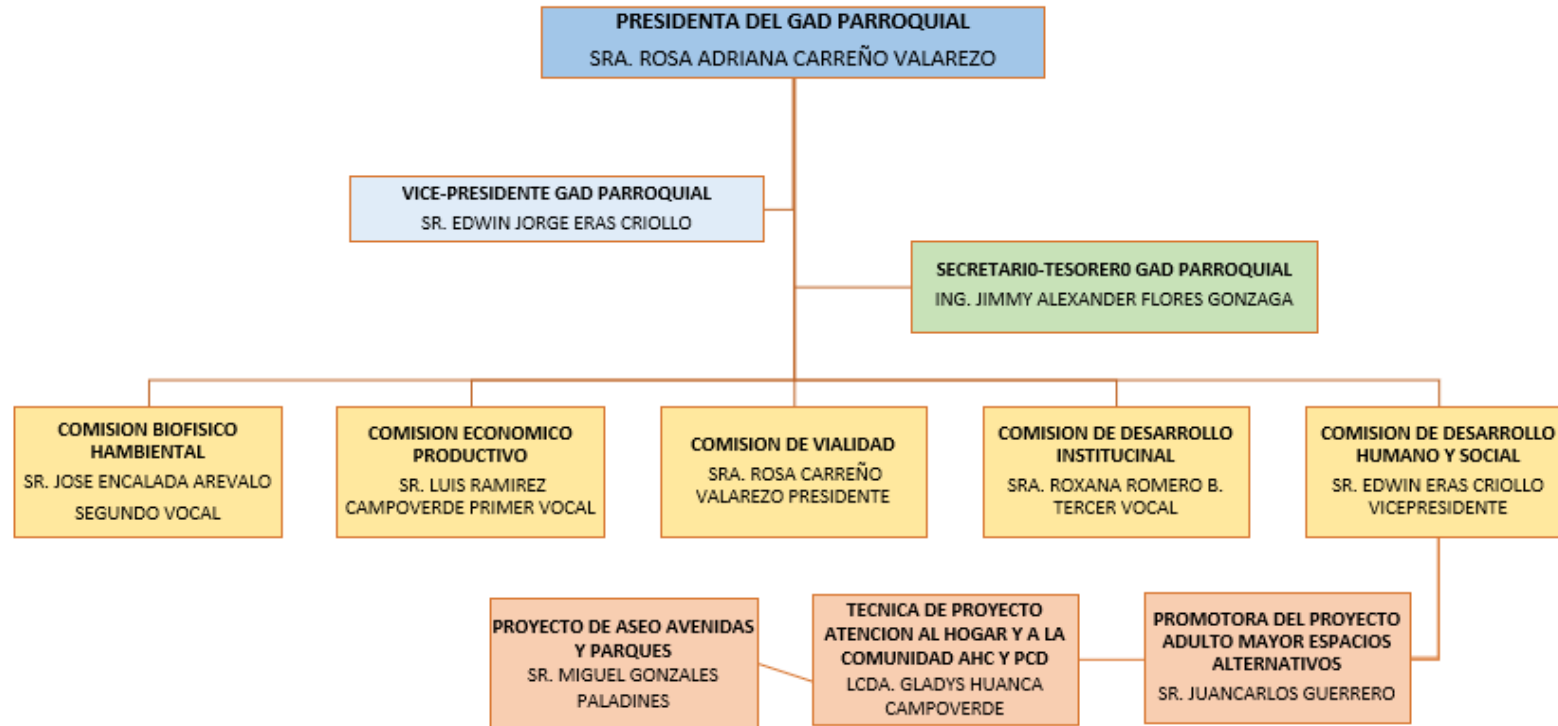 PRESIDENTA DEL GAD PARROQUIAL
SRA. ROSA ADRIANA CARREÑO VALAREZO
VICE-PRESIDENTE GAD PARROQUIAL
SR. EDWIN JORGE ERAS CRIOLLO
SECRETARI0-TESORER0 GAD PARROQUIAL
ING. JIMMY ALEXANDER FLORES GONZAGA
COMISION BIOFISICO
HAMBIENTAL
SR. JOSE ENCALADA AREVALO
SEGUNDO VOCAL
COMISION ECONOMICO
PRODUCTIVO
SR. LUIS RAMIREZ
CAMPOVERDE PRIMER VOCAL
COMISION DE VIALIDAD
SRA. ROSA CARREÑO
VALAREZO PRESIDENTE
COMISION DE DESARROLLO
INSTITUCINAL
SRA. ROXANA ROMERO B.
TERCER VOCAL
COMISION DE DESARROLLO
HUMANO Y SOCIAL
SR. EDWIN ERAS CRIOLLO
VICEPRESIDENTE
PROYECTO DE ASEO AVENIDAS
Y PARQUES
SR. MIGUEL GONZALES
PALADINES
TECNICA DE PROYECTO
ATENCION AL HOGAR Y A LA
COMUNIDAD AHC Y PCD
LCDA. GLADYS HUANCA
CAMPOVERDE
PROMOTORA DEL PROYECTO
ADULTO MAYOR ESPACIOS
ALTERNATIVOS
SR. JUANCARLOS GUERRERO